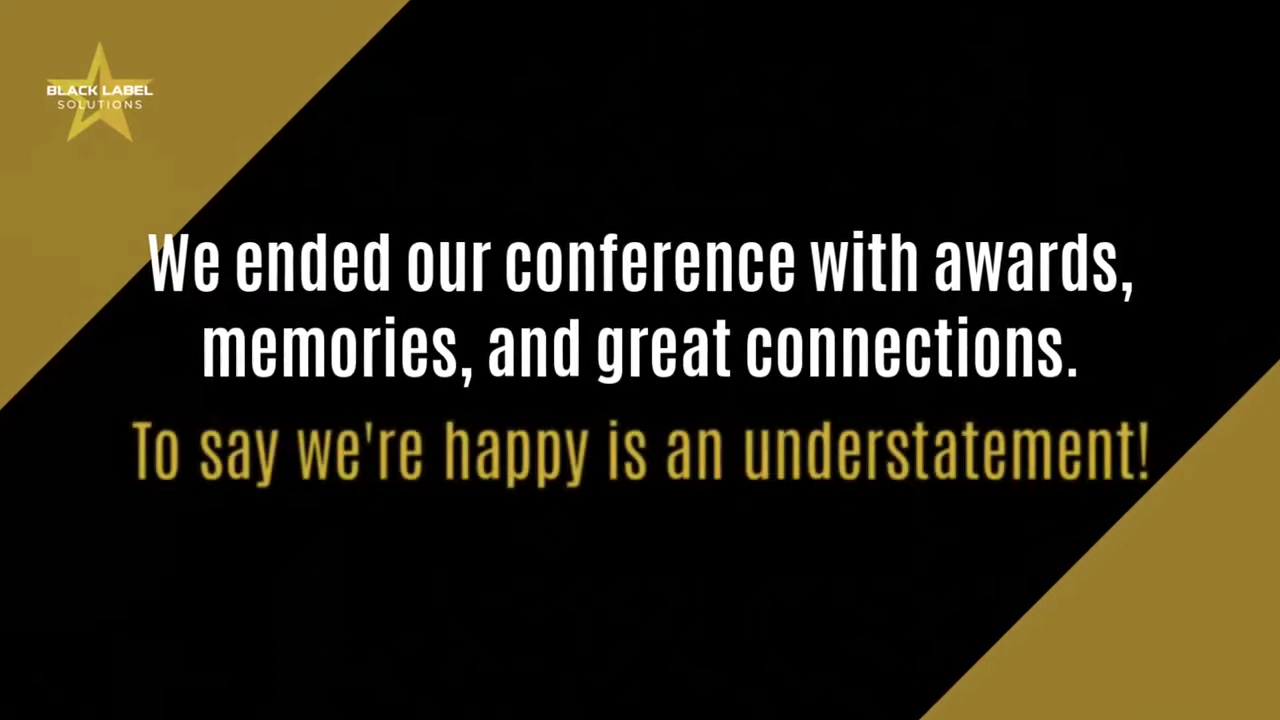 BLACK LABEL
SOLUTIONS
We ended our conference with awards,
memories, and great connections.
To say we're happy is an understatement!